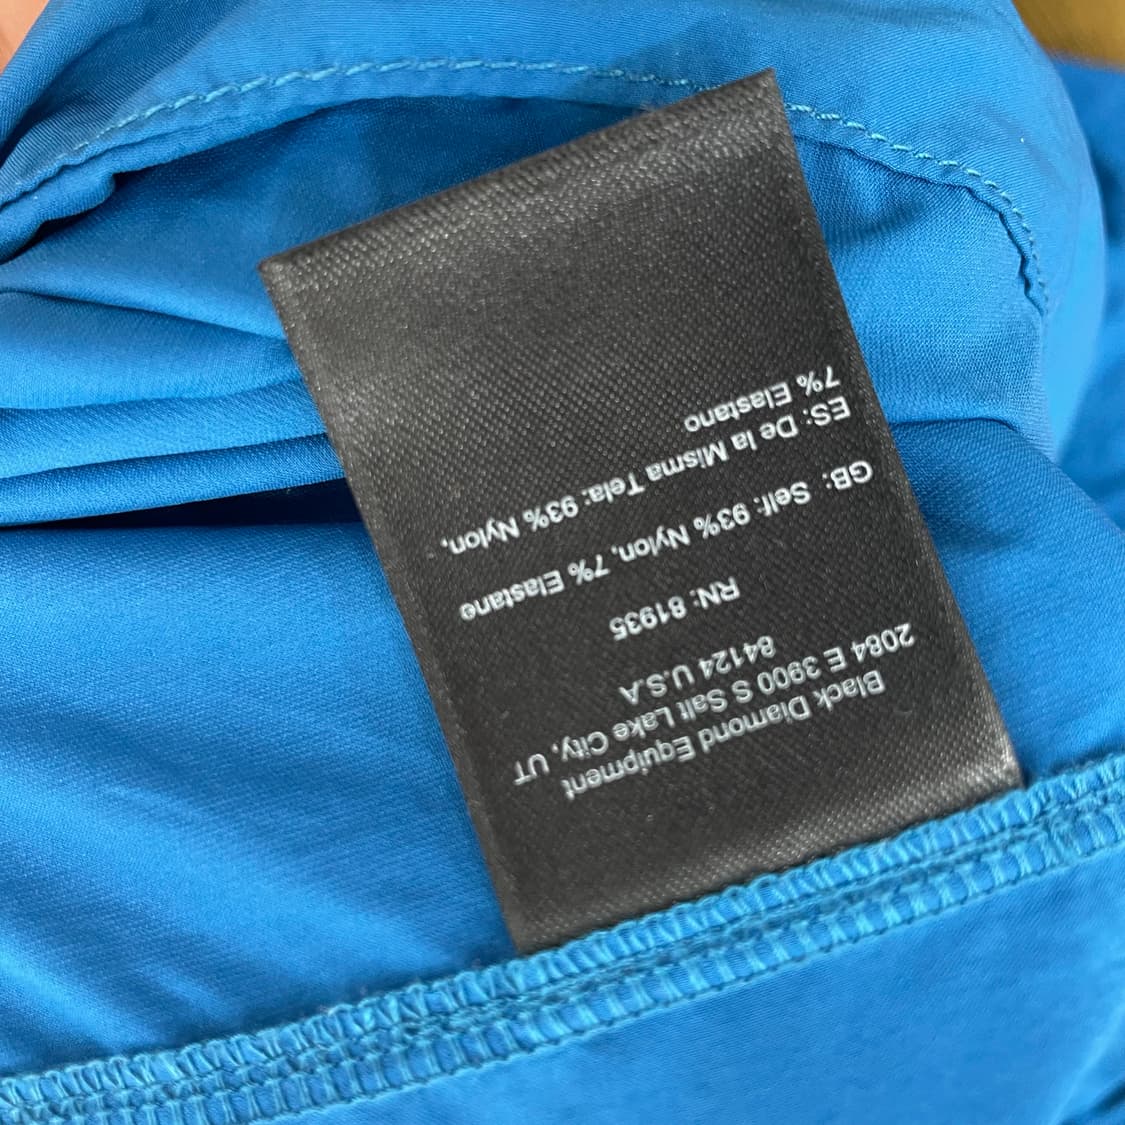 Black Diamond Equipment
2084 E 3900 S Salt Lake City, UT
84124 U.S.A
RN: 81935
GB: Self: 93% Nylon, 7% Elastane
ES: De la Misma Tela: 93% Nylon,
7% Elastano